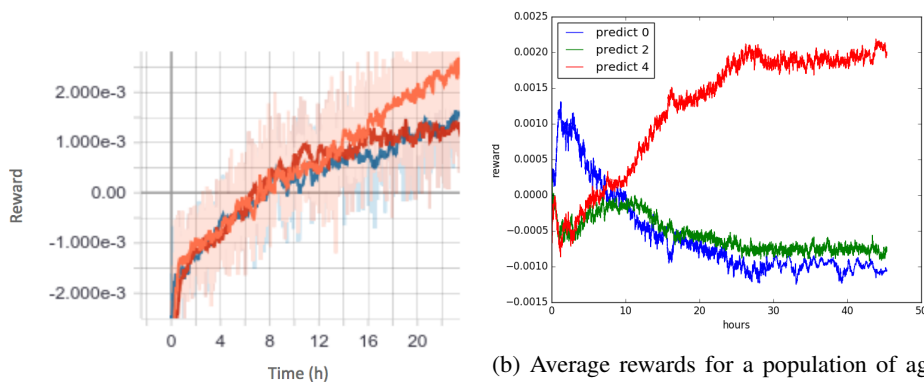 2.000e-3
1.000e-3
0.00
-1.000e-3
-2.000e-3
Reward
0 4 8 12 16 20
Time (h)
0.0025
0.0020
0.0015
0.0010
0.0005
0.0000
−0.0005
−0.0010
−0.0015
reward
predict 0
predict 2
predict 4
0 10 20 30 40 50
hours
(b) Average rewards for a population of ag